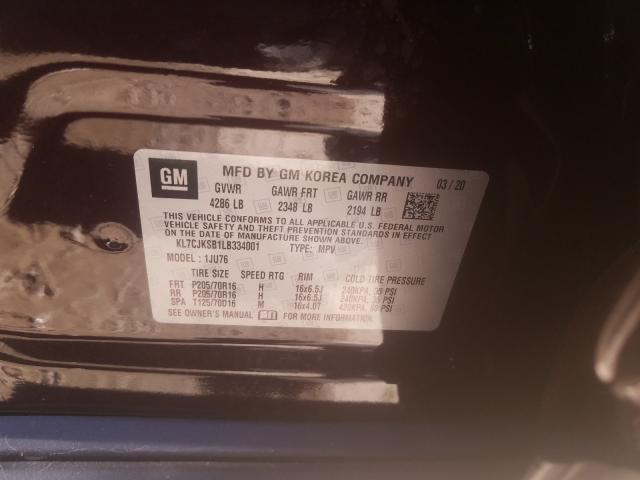 GM
MFD BY GM KOREA COMPANY 03/20
GVWR GAWR FRT GAWR RR
4286 LB 2348 LB 2194 LB
THIS VEHICLE CONFORMS TO ALL APPLICABLE U.S. FEDERAL MOTOR
VEHICLE SAFETY AND THEFT PREVENTION STANDARDS IN EFFECT ON
THE DATE OF MANUFACTURE SHOWN ABOVE.
KL7CJKSB1LB334001 TYPE: MPV
MODEL: 1JU76
TIRE SIZE SPEED RTG RIM COLD TIRE PRESSURE
FRT P205/70R16 H 16x6.5J 240KPA, 35 PSI
RR P205/70R16 H 16x6.5J 240KPA, 35 PSI
SPA T125/70D16 M 16x4.0T 420KPA, 60 PSI
SEE OWNER'S MANUAL FOR MORE INFORMATION.